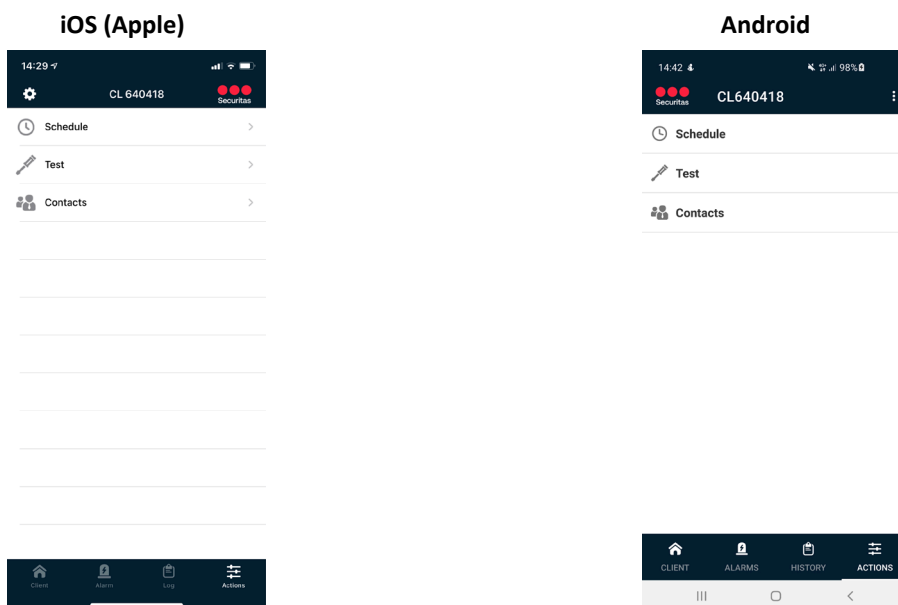 iOS (Apple)
14:29
CL 640418
Securitas
Schedule
Test
Contacts
Client
Alarm
Log
Actions
Android
14:42
98%
Securitas
CL640418
Schedule
Test
Contacts
CLIENT
ALARMS
HISTORY
ACTIONS